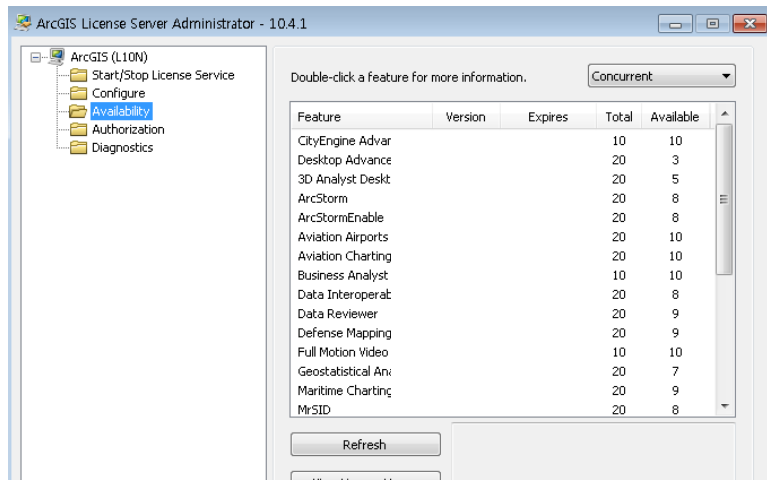 ArcGIS License Server Administrator - 10.4.1
ArcGIS (L10N)
Start/Stop License Service
Configure
Availability
Authorization
Diagnostics
Double-click a feature for more information.
Concurrent
Feature Version Expires Total Available
CityEngine Advar 10 10
Desktop Advance 20 3
3D Analyst Deskt 20 5
ArcStorm 20 8
ArcStormEnable 20 8
Aviation Airports 20 10
Aviation Charting 20 10
Business Analyst 10 10
Data Interoperab 20 8
Data Reviewer 20 9
Defense Mapping 20 9
Full Motion Video 10 10
Geostatistical Ana 20 7
Maritime Charting 20 9
MrSID 20 8
Refresh